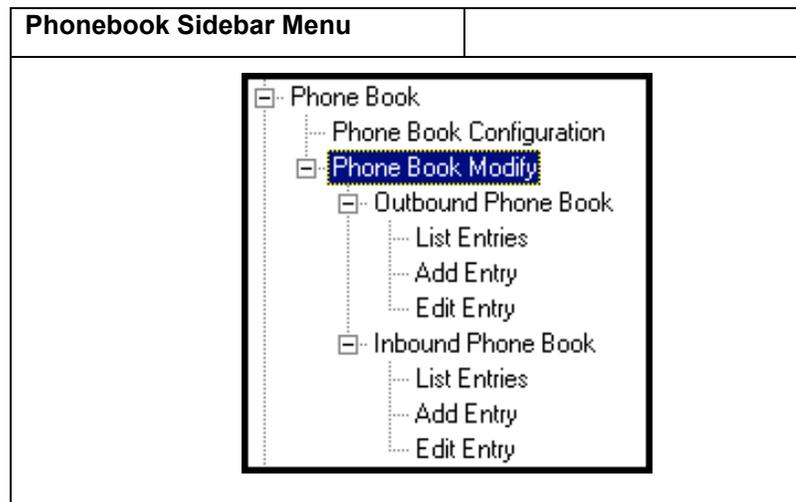 Phonebook Sidebar Menu
Phone Book
Phone Book Configuration
Phone Book Modify
Outbound Phone Book
List Entries
Add Entry
Edit Entry
Inbound Phone Book
List Entries
Add Entry
Edit Entry